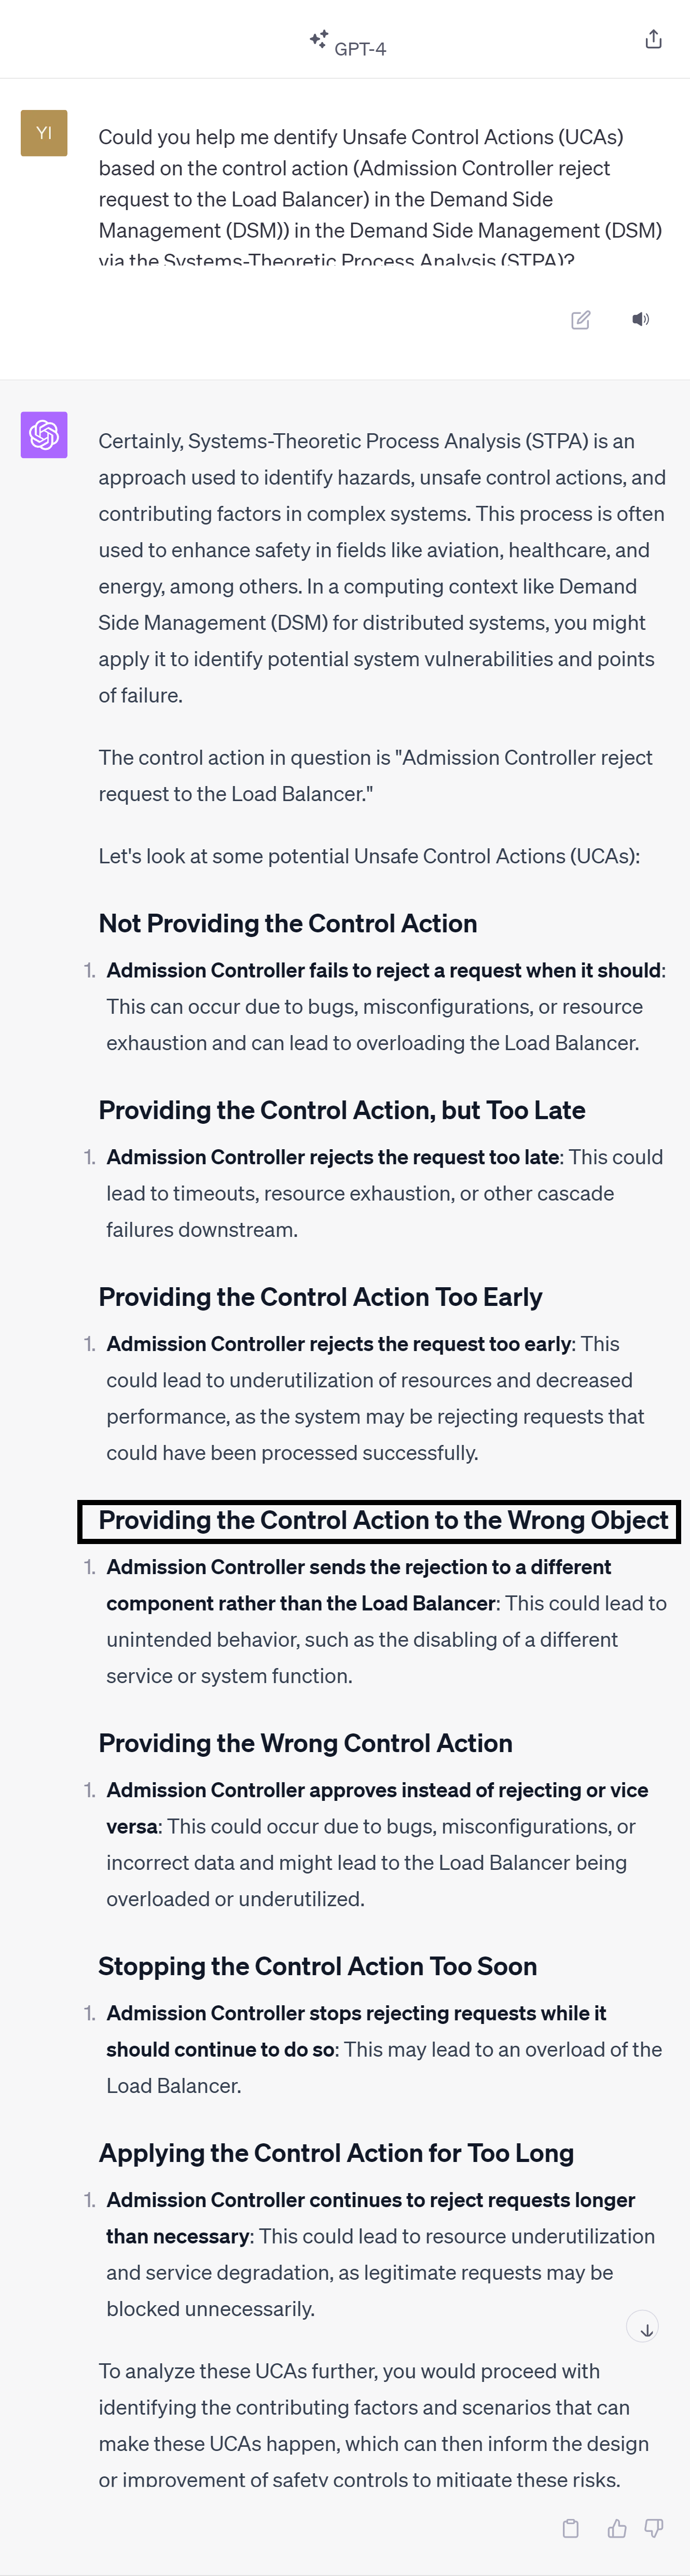 GPT-4
YI
Could you help me dentify Unsafe Control Actions (UCAs)
based on the control action (Admission Controller reject
request to the Load Balancer) in the Demand Side
Management (DSM)) in the Demand Side Management (DSM)
via the Systems-Theoretic Process Analysis (STPA)?
Certainly, Systems-Theoretic Process Analysis (STPA) is an
approach used to identify hazards, unsafe control actions, and
contributing factors in complex systems. This process is often
used to enhance safety in fields like aviation, healthcare, and
energy, among others. In a computing context like Demand
Side Management (DSM) for distributed systems, you might
apply it to identify potential system vulnerabilities and points
of failure.
The control action in question is "Admission Controller reject
request to the Load Balancer."
Let's look at some potential Unsafe Control Actions (UCAs):
Not Providing the Control Action
1. Admission Controller fails to reject a request when it should:
This can occur due to bugs, misconfigurations, or resource
exhaustion and can lead to overloading the Load Balancer.
Providing the Control Action, but Too Late
1. Admission Controller rejects the request too late: This could
lead to timeouts, resource exhaustion, or other cascade
failures downstream.
Providing the Control Action Too Early
1. Admission Controller rejects the request too early: This
could lead to underutilization of resources and decreased
performance, as the system may be rejecting requests that
could have been processed successfully.
Providing the Control Action to the Wrong Object
1. Admission Controller sends the rejection to a different
component rather than the Load Balancer: This could lead to
unintended behavior, such as the disabling of a different
service or system function.
Providing the Wrong Control Action
1. Admission Controller approves instead of rejecting or vice
versa: This could occur due to bugs, misconfigurations, or
incorrect data and might lead to the Load Balancer being
overloaded or underutilized.
Stopping the Control Action Too Soon
1. Admission Controller stops rejecting requests while it
should continue to do so: This may lead to an overload of the
Load Balancer.
Applying the Control Action for Too Long
1. Admission Controller continues to reject requests longer
than necessary: This could lead to resource underutilization
and service degradation, as legitimate requests may be
blocked unnecessarily.
To analyze these UCAs further, you would proceed with
identifying the contributing factors and scenarios that can
make these UCAs happen, which can then inform the design
or improvement of safety controls to mitigate these risks.